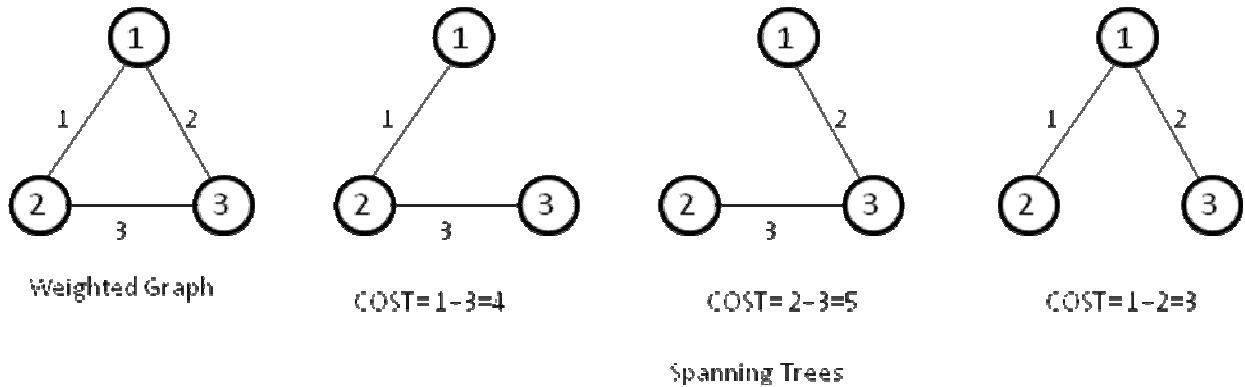 1 1 1 1
1 2 1 2 1 2
2 3 2 3 2 3 2 3
3 3 3
Weighted Graph
COST=1-3=4 COST=2-3=5 COST=1-2=3
Spanning Trees